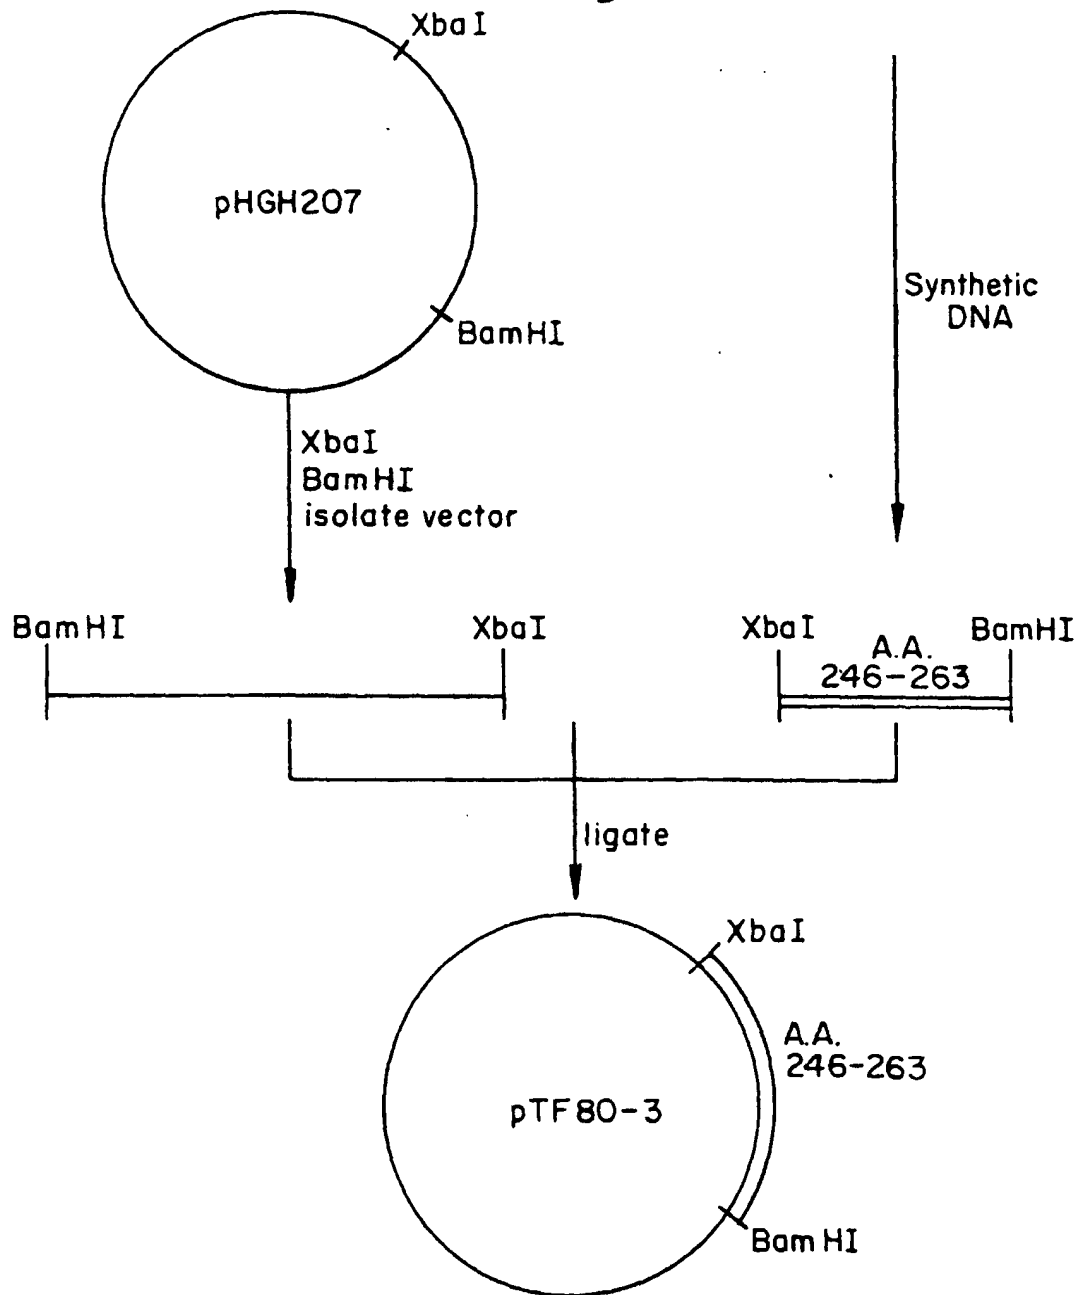 XbaI
pHGH207
BamHI
Synthetic
DNA
XbaI
BamHI
isolate vector
BamHI
XbaI
XbaI
BamHI
A.A.
246-263
ligate
XbaI
A.A.
246-263
pTF80-3
BamHI